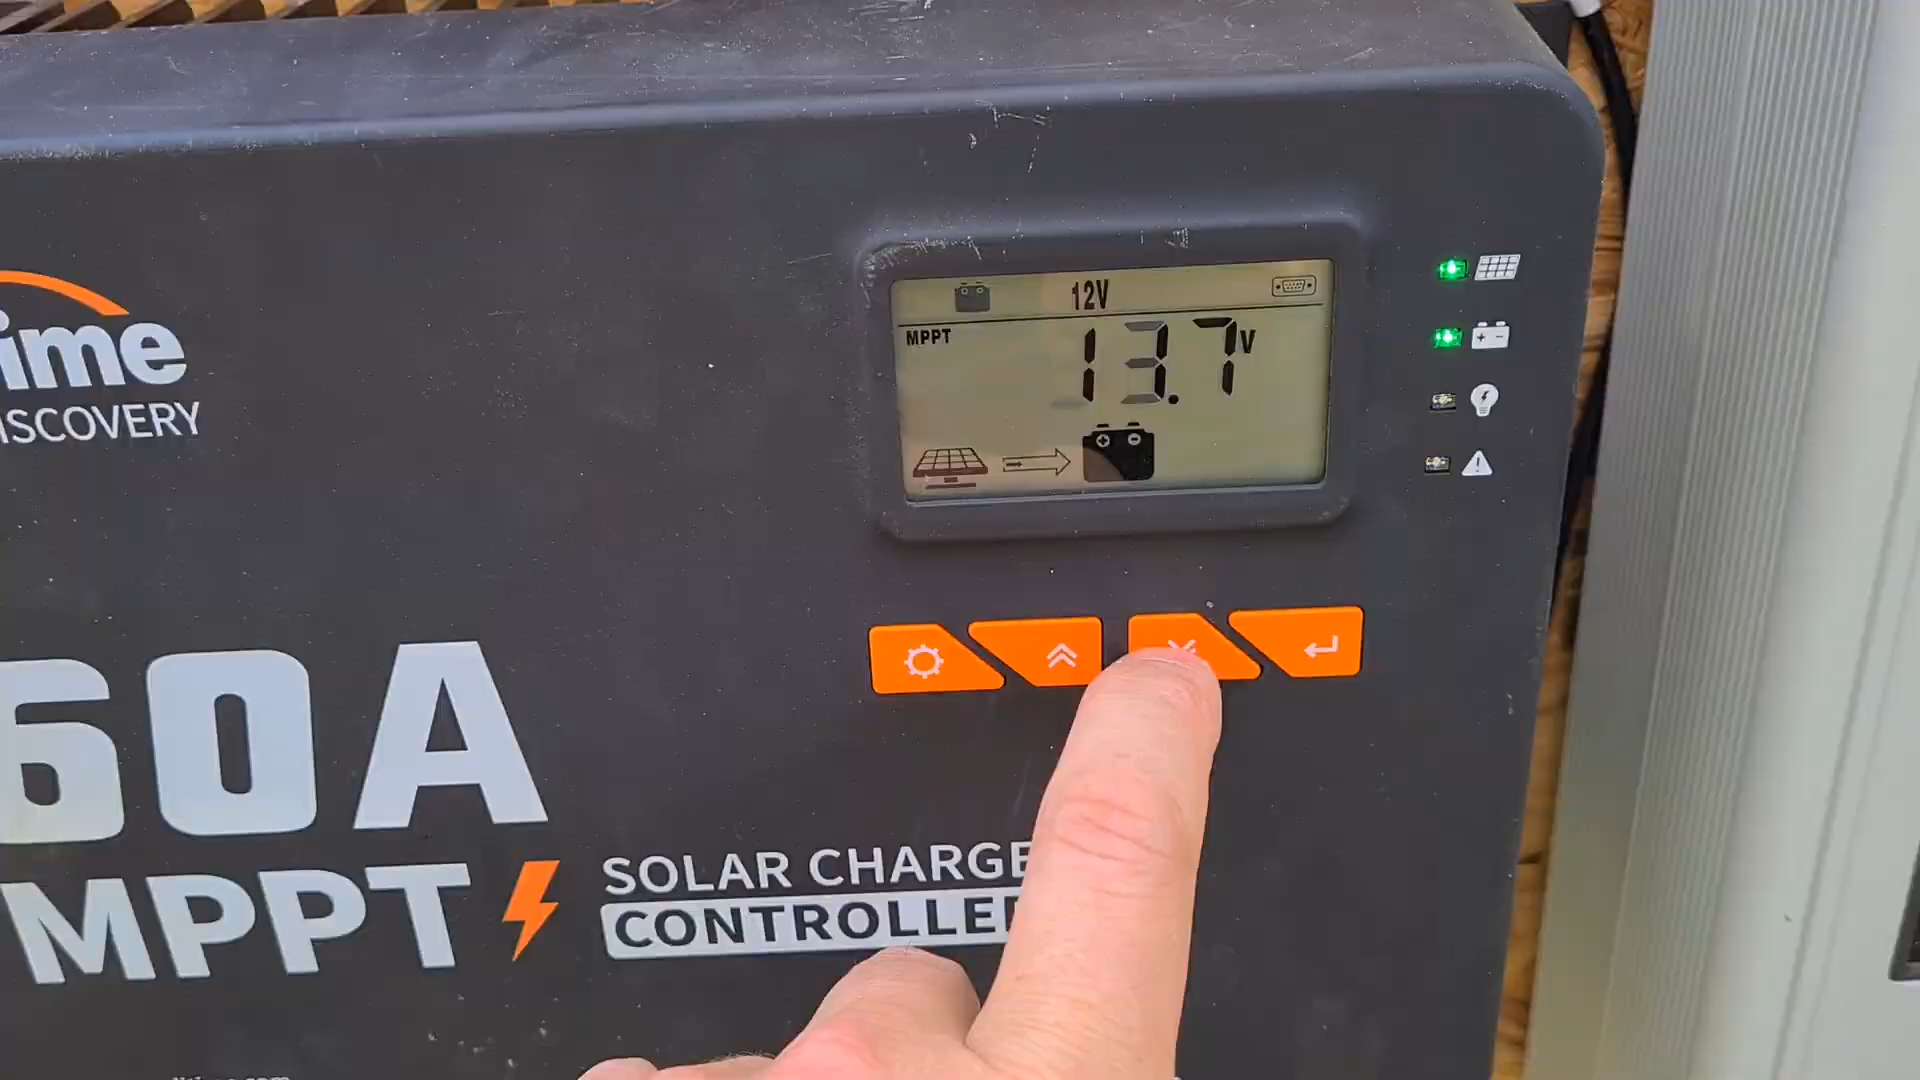 ime
ISCOVERY
12V
MPPT
13.7V
60A
MPPT
SOLAR CHARGE
CONTROLLE